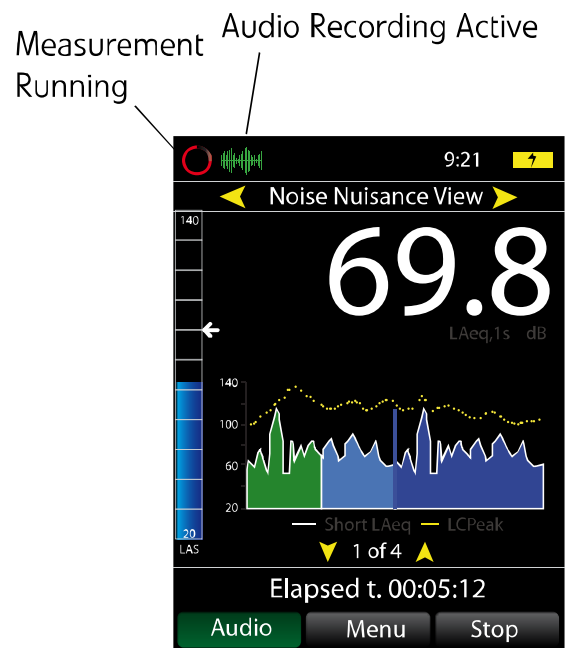 Audio Recording Active
Measurement
Running
9:21
Noise Nuisance View
140
69.8
LAeq,1s dB
140
100
60
20
Short LAeq LCPeak
20
LAS
1 of 4
Elapsed t. 00:05:12
Audio Menu Stop